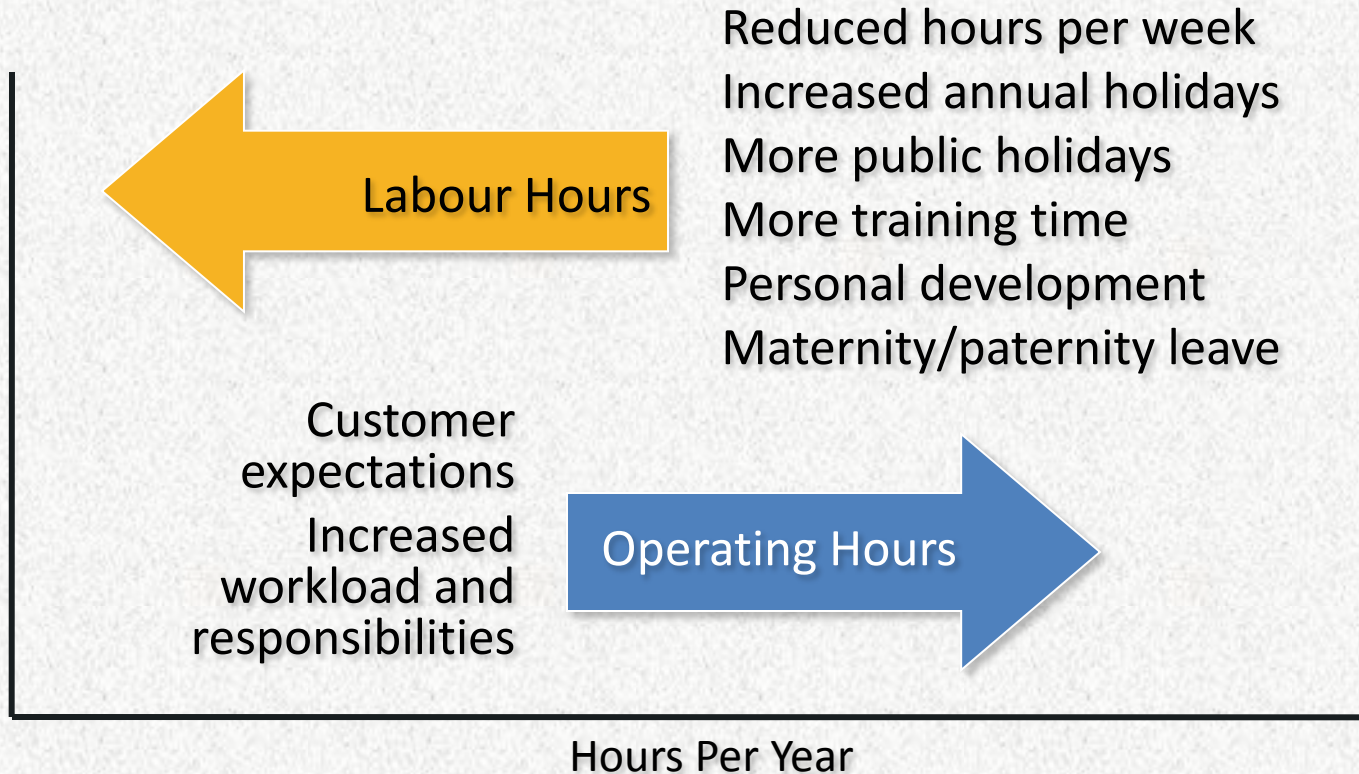 Reduced hours per week
Increased annual holidays
More public holidays
More training time
Personal development
Maternity/paternity leave
Labour Hours
Customer
expectations
Increased
workload and
responsibilities
Operating Hours
Hours Per Year